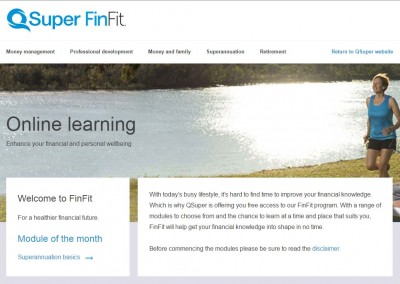 QSuper FinFit
Money management Professional development Money and family Superannuation Retirement Return to QSuper website
Online learning
Enhance your financial and personal wellbeing
Welcome to FinFit
For a healthier financial future.
Module of the month
Superannuation basics →
With today's busy lifestyle, it's hard to find time to improve your financial knowledge.
Which is why QSuper is offering you free access to our FinFit program. With a range of
modules to choose from and the chance to learn at a time and place that suits you,
FinFit will help get your financial knowledge into shape in no time.
Before commencing the modules please be sure to read the disclaimer.